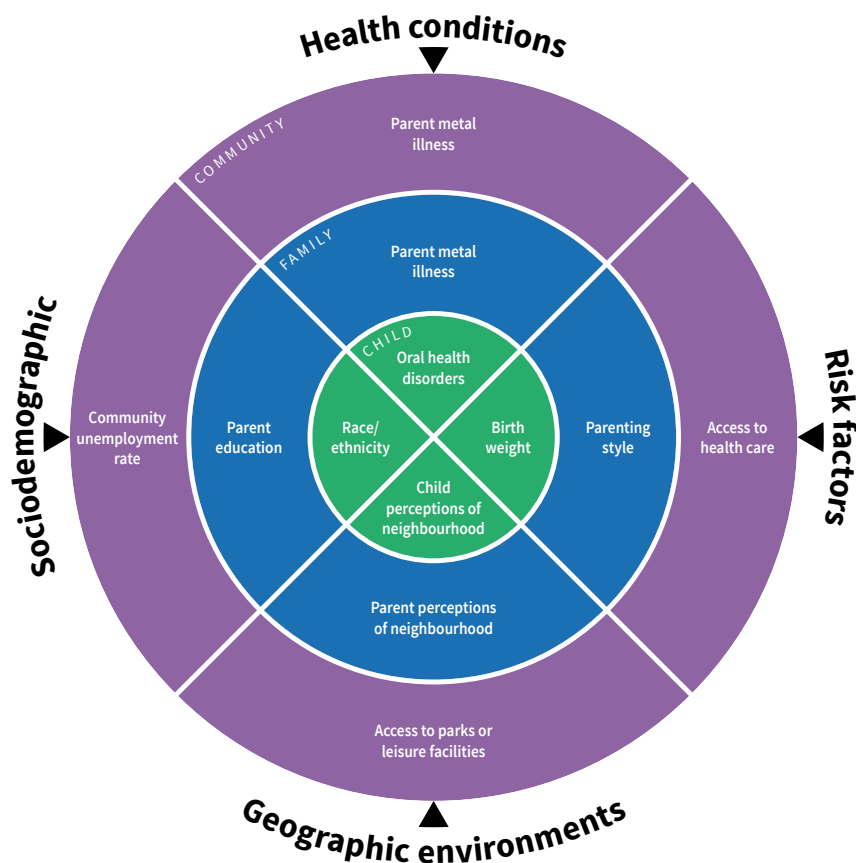 Health conditions
COMMUNITY
Parent metal
illness
FAMILY
Parent metal
illness
CHILD
Oral health
disorders
Sociodemographic
Community
unemployment
rate
Parent
education
Race/
ethnicity
Birth
weight
Parenting
style
Access to
health care
Risk factors
Child
perceptions of
neighbourhood
Parent perceptions
of neighbourhood
Access to parks or
leisure facilities
Geographic environments